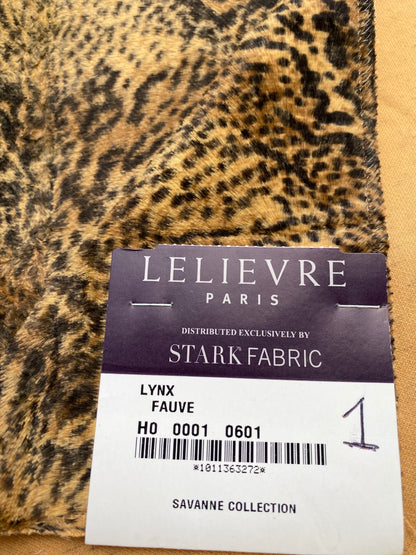 LELIEVRE
PARIS
DISTRIBUTED EXCLUSIVELY BY
STARK FABRIC
LYNX
FAUVE
H0 0001 0601
1
*1011363272*
SAVANNE COLLECTION